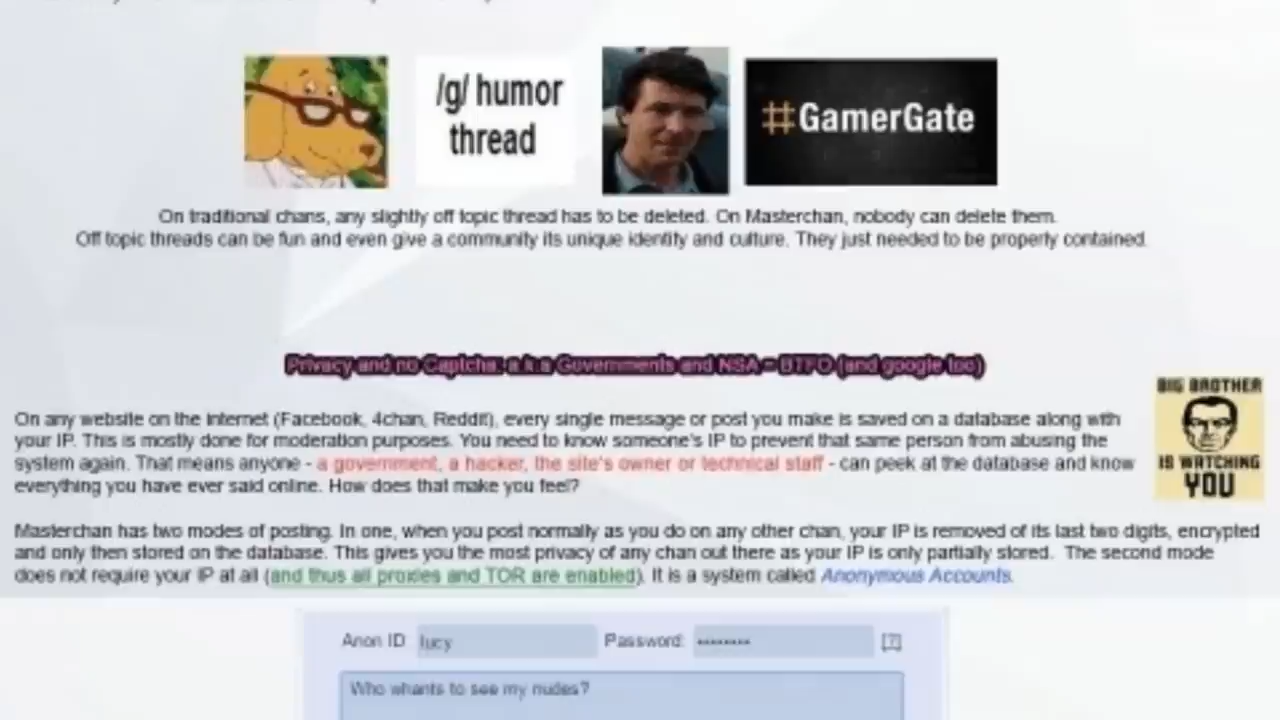 /g/ humor
thread
#GamerGate
On traditional chans, any slightly off topic thread has to be deleted. On Masterchan, nobody can delete them.
Off topic threads can be fun and even give a community its unique identity and culture. They just needed to be properly contained.
Privacy and no Captcha: a.k.a Governments and NSA = BTFO (and google too)
BIG BROTHER
IS WATCHING
YOU
On any website on the internet (Facebook, 4chan, Reddit), every single message or post you make is saved on a database along with
your IP. This is mostly done for moderation purposes. You need to know someone's IP to prevent that same person from abusing the
system again. That means anyone - a government, a hacker, the site's owner or technical staff - can peek at the database and know
everything you have ever said online. How does that make you feel?
Masterchan has two modes of posting. In one, when you post normally as you do on any other chan, your IP is removed of its last two digits, encrypted
and only then stored on the database. This gives you the most privacy of any chan out there as your IP is only partially stored. The second mode
does not require your IP at all (and thus all proxies and TOR are enabled). It is a system called Anonymous Accounts.
Anon ID lucy Password: •••••••• [?]
Who whants to see my nudes?